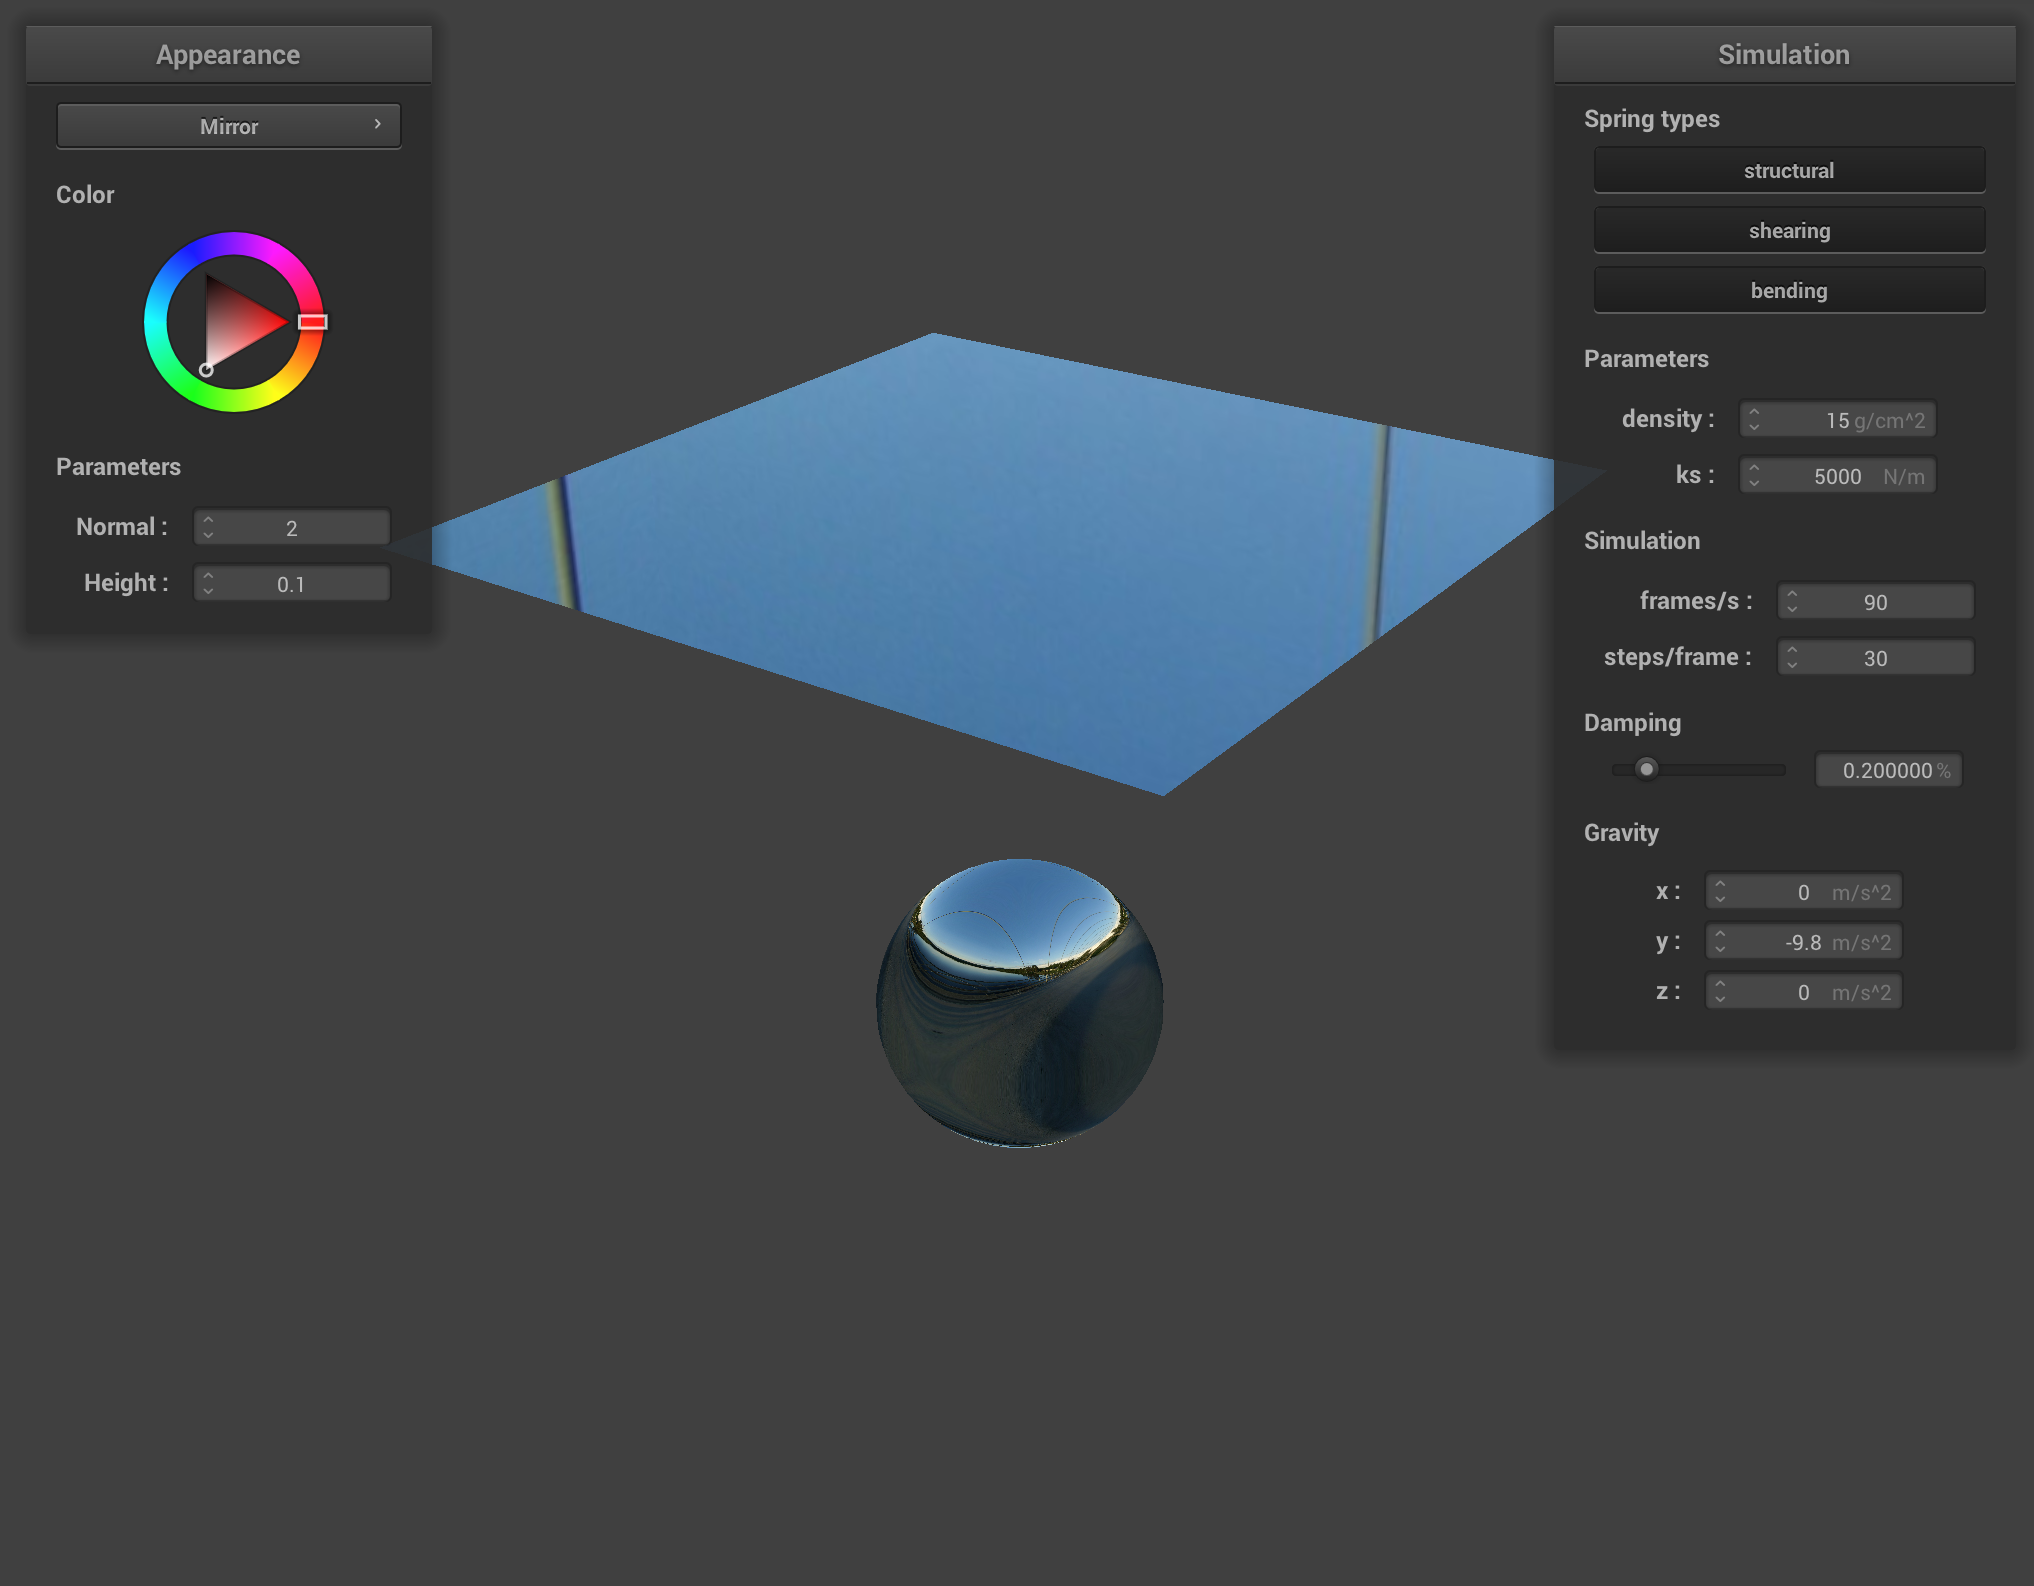 Appearance
Mirror
Color
Parameters
Normal : 2
Height : 0.1
Simulation
Spring types
structural
shearing
bending
Parameters
density : 15 g/cm^2
ks : 5000 N/m
Simulation
frames/s : 90
steps/frame : 30
Damping
0.200000 %
Gravity
x : 0 m/s^2
y : -9.8 m/s^2
z : 0 m/s^2